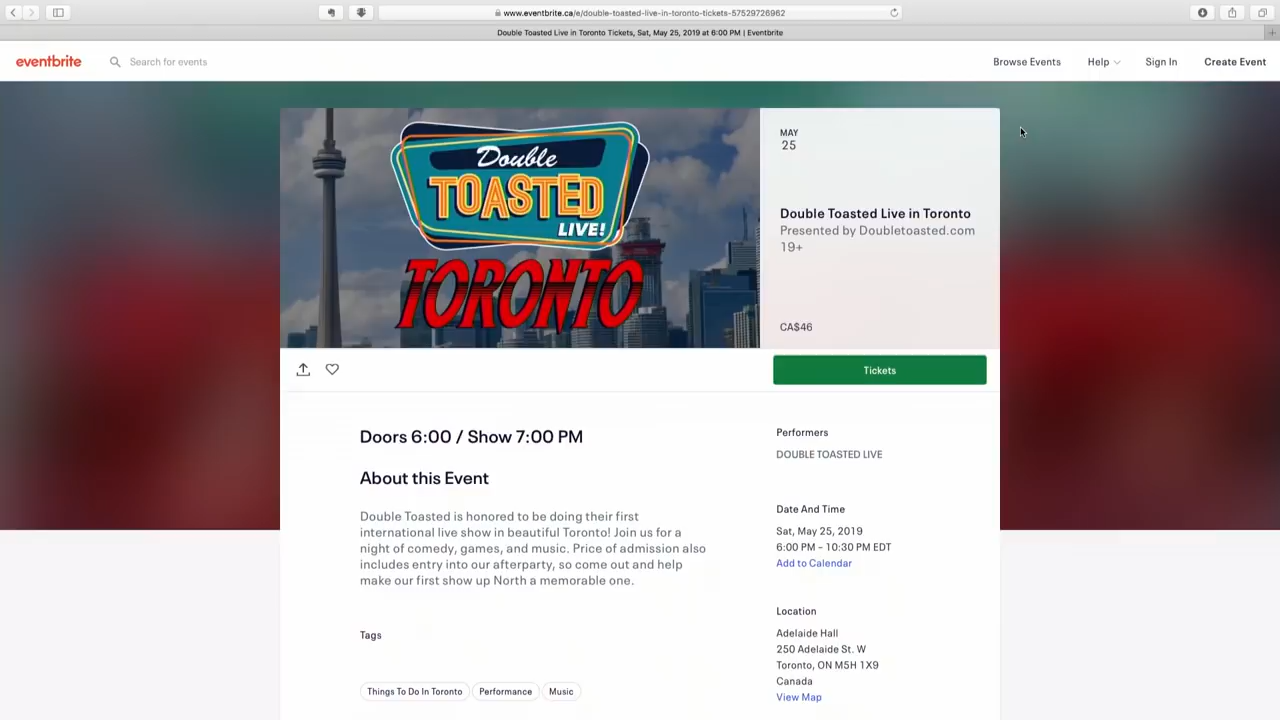 www.eventbrite.ca/e/double-toasted-live-in-toronto-tickets-57529726962
Double Toasted Live in Toronto Tickets, Sat, May 25, 2019 at 6:00 PM | Eventbrite
eventbrite
Search for events
Browse Events
Help
Sign In
Create Event
Double
TOASTED
LIVE!
TORONTO
MAY
25
Double Toasted Live in Toronto
Presented by Doubletoasted.com
19+
CA$46
Tickets
Doors 6:00 / Show 7:00 PM
About this Event
Double Toasted is honored to be doing their first
international live show in beautiful Toronto! Join us for a
night of comedy, games, and music. Price of admission also
includes entry into our afterparty, so come out and help
make our first show up North a memorable one.
Tags
Things To Do In Toronto
Performance
Music
Performers
DOUBLE TOASTED LIVE
Date And Time
Sat, May 25, 2019
6:00 PM – 10:30 PM EDT
Add to Calendar
Location
Adelaide Hall
250 Adelaide St. W
Toronto, ON M5H 1X9
Canada
View Map